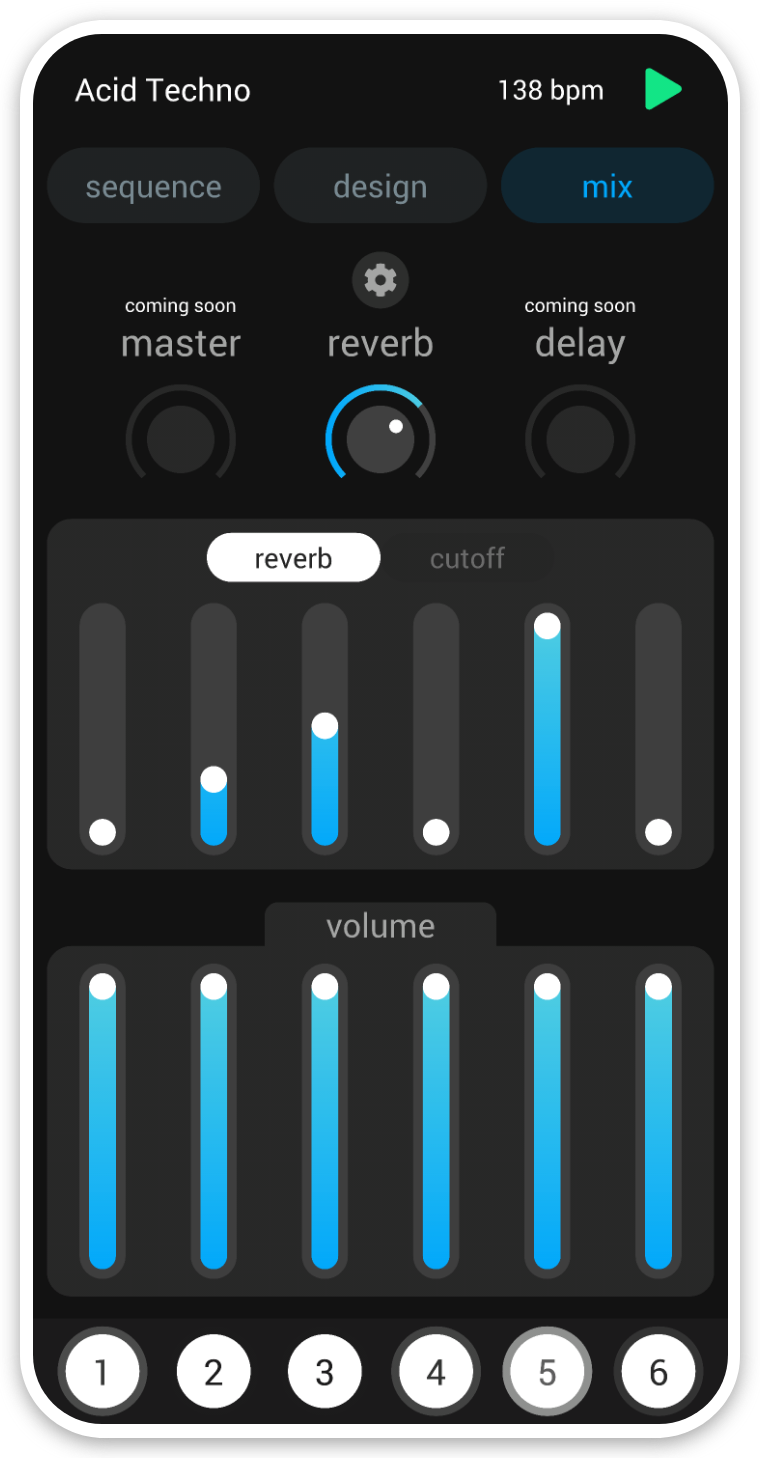 Acid Techno 138 bpm
sequence design mix
coming soon coming soon
master reverb delay
reverb cutoff
volume
1 2 3 4 5 6